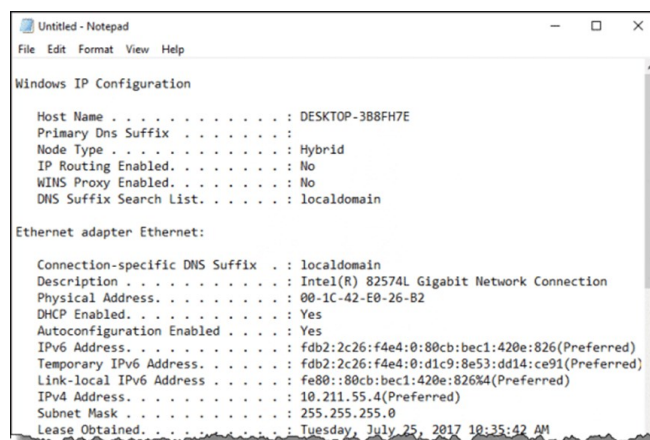 Untitled - Notepad
File Edit Format View Help
Windows IP Configuration
Host Name . . . . . . . . . . . . : DESKTOP-3B8FH7E
Primary Dns Suffix . . . . . . . :
Node Type . . . . . . . . . . . . : Hybrid
IP Routing Enabled. . . . . . . . : No
WINS Proxy Enabled. . . . . . . . : No
DNS Suffix Search List. . . . . . : localdomain
Ethernet adapter Ethernet:
Connection-specific DNS Suffix . : localdomain
Description . . . . . . . . . . . : Intel(R) 82574L Gigabit Network Connection
Physical Address. . . . . . . . . : 00-1C-42-E0-26-B2
DHCP Enabled. . . . . . . . . . . : Yes
Autoconfiguration Enabled . . . . : Yes
IPv6 Address. . . . . . . . . . . : fdb2:2c26:f4e4:0:80cb:bec1:420e:826(Preferred)
Temporary IPv6 Address. . . . . . : fdb2:2c26:f4e4:0:d1c9:8e53:dd14:ce91(Preferred)
Link-local IPv6 Address . . . . . : fe80::80cb:bec1:420e:826%4(Preferred)
IPv4 Address. . . . . . . . . . . : 10.211.55.4(Preferred)
Subnet Mask . . . . . . . . . . . : 255.255.255.0
Lease Obtained. . . . . . . . . . : Tuesday, July 25, 2017 10:35:42 AM